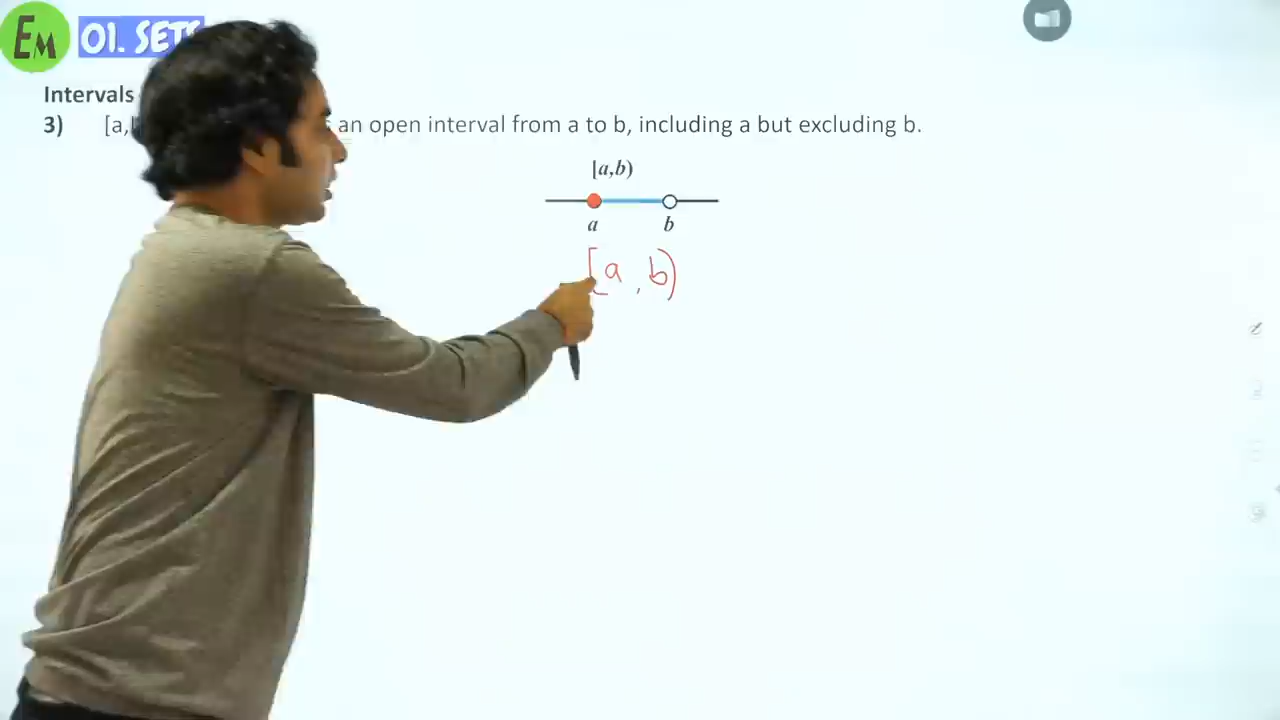 EM 01. SETS
Intervals
3) [a, an open interval from a to b, including a but excluding b.
[a,b)
a b
[a, b)